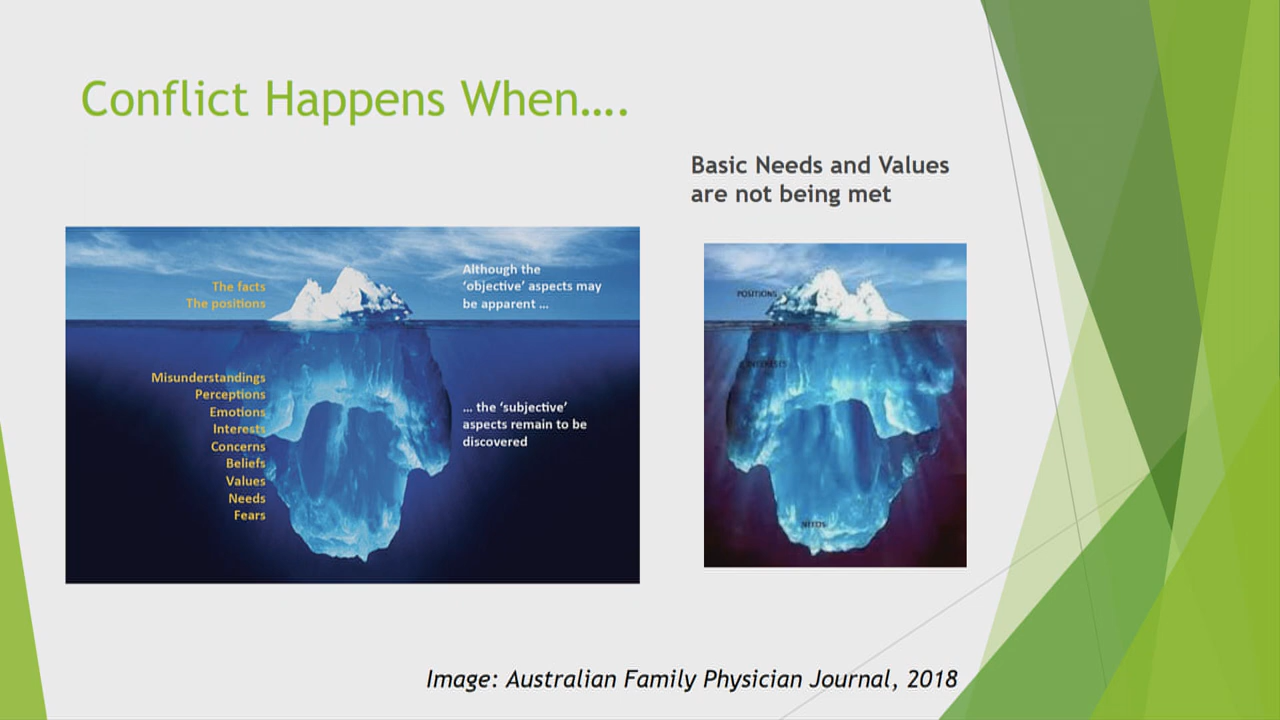 Conflict Happens When….
Basic Needs and Values
are not being met
The facts
The positions
Although the
‘objective’ aspects may
be apparent ...
Misunderstandings
Perceptions
Emotions
Interests
Concerns
Beliefs
Values
Needs
Fears
... the ‘subjective’
aspects remain to be
discovered
POSITIONS
INTERESTS
NEEDS
Image: Australian Family Physician Journal, 2018